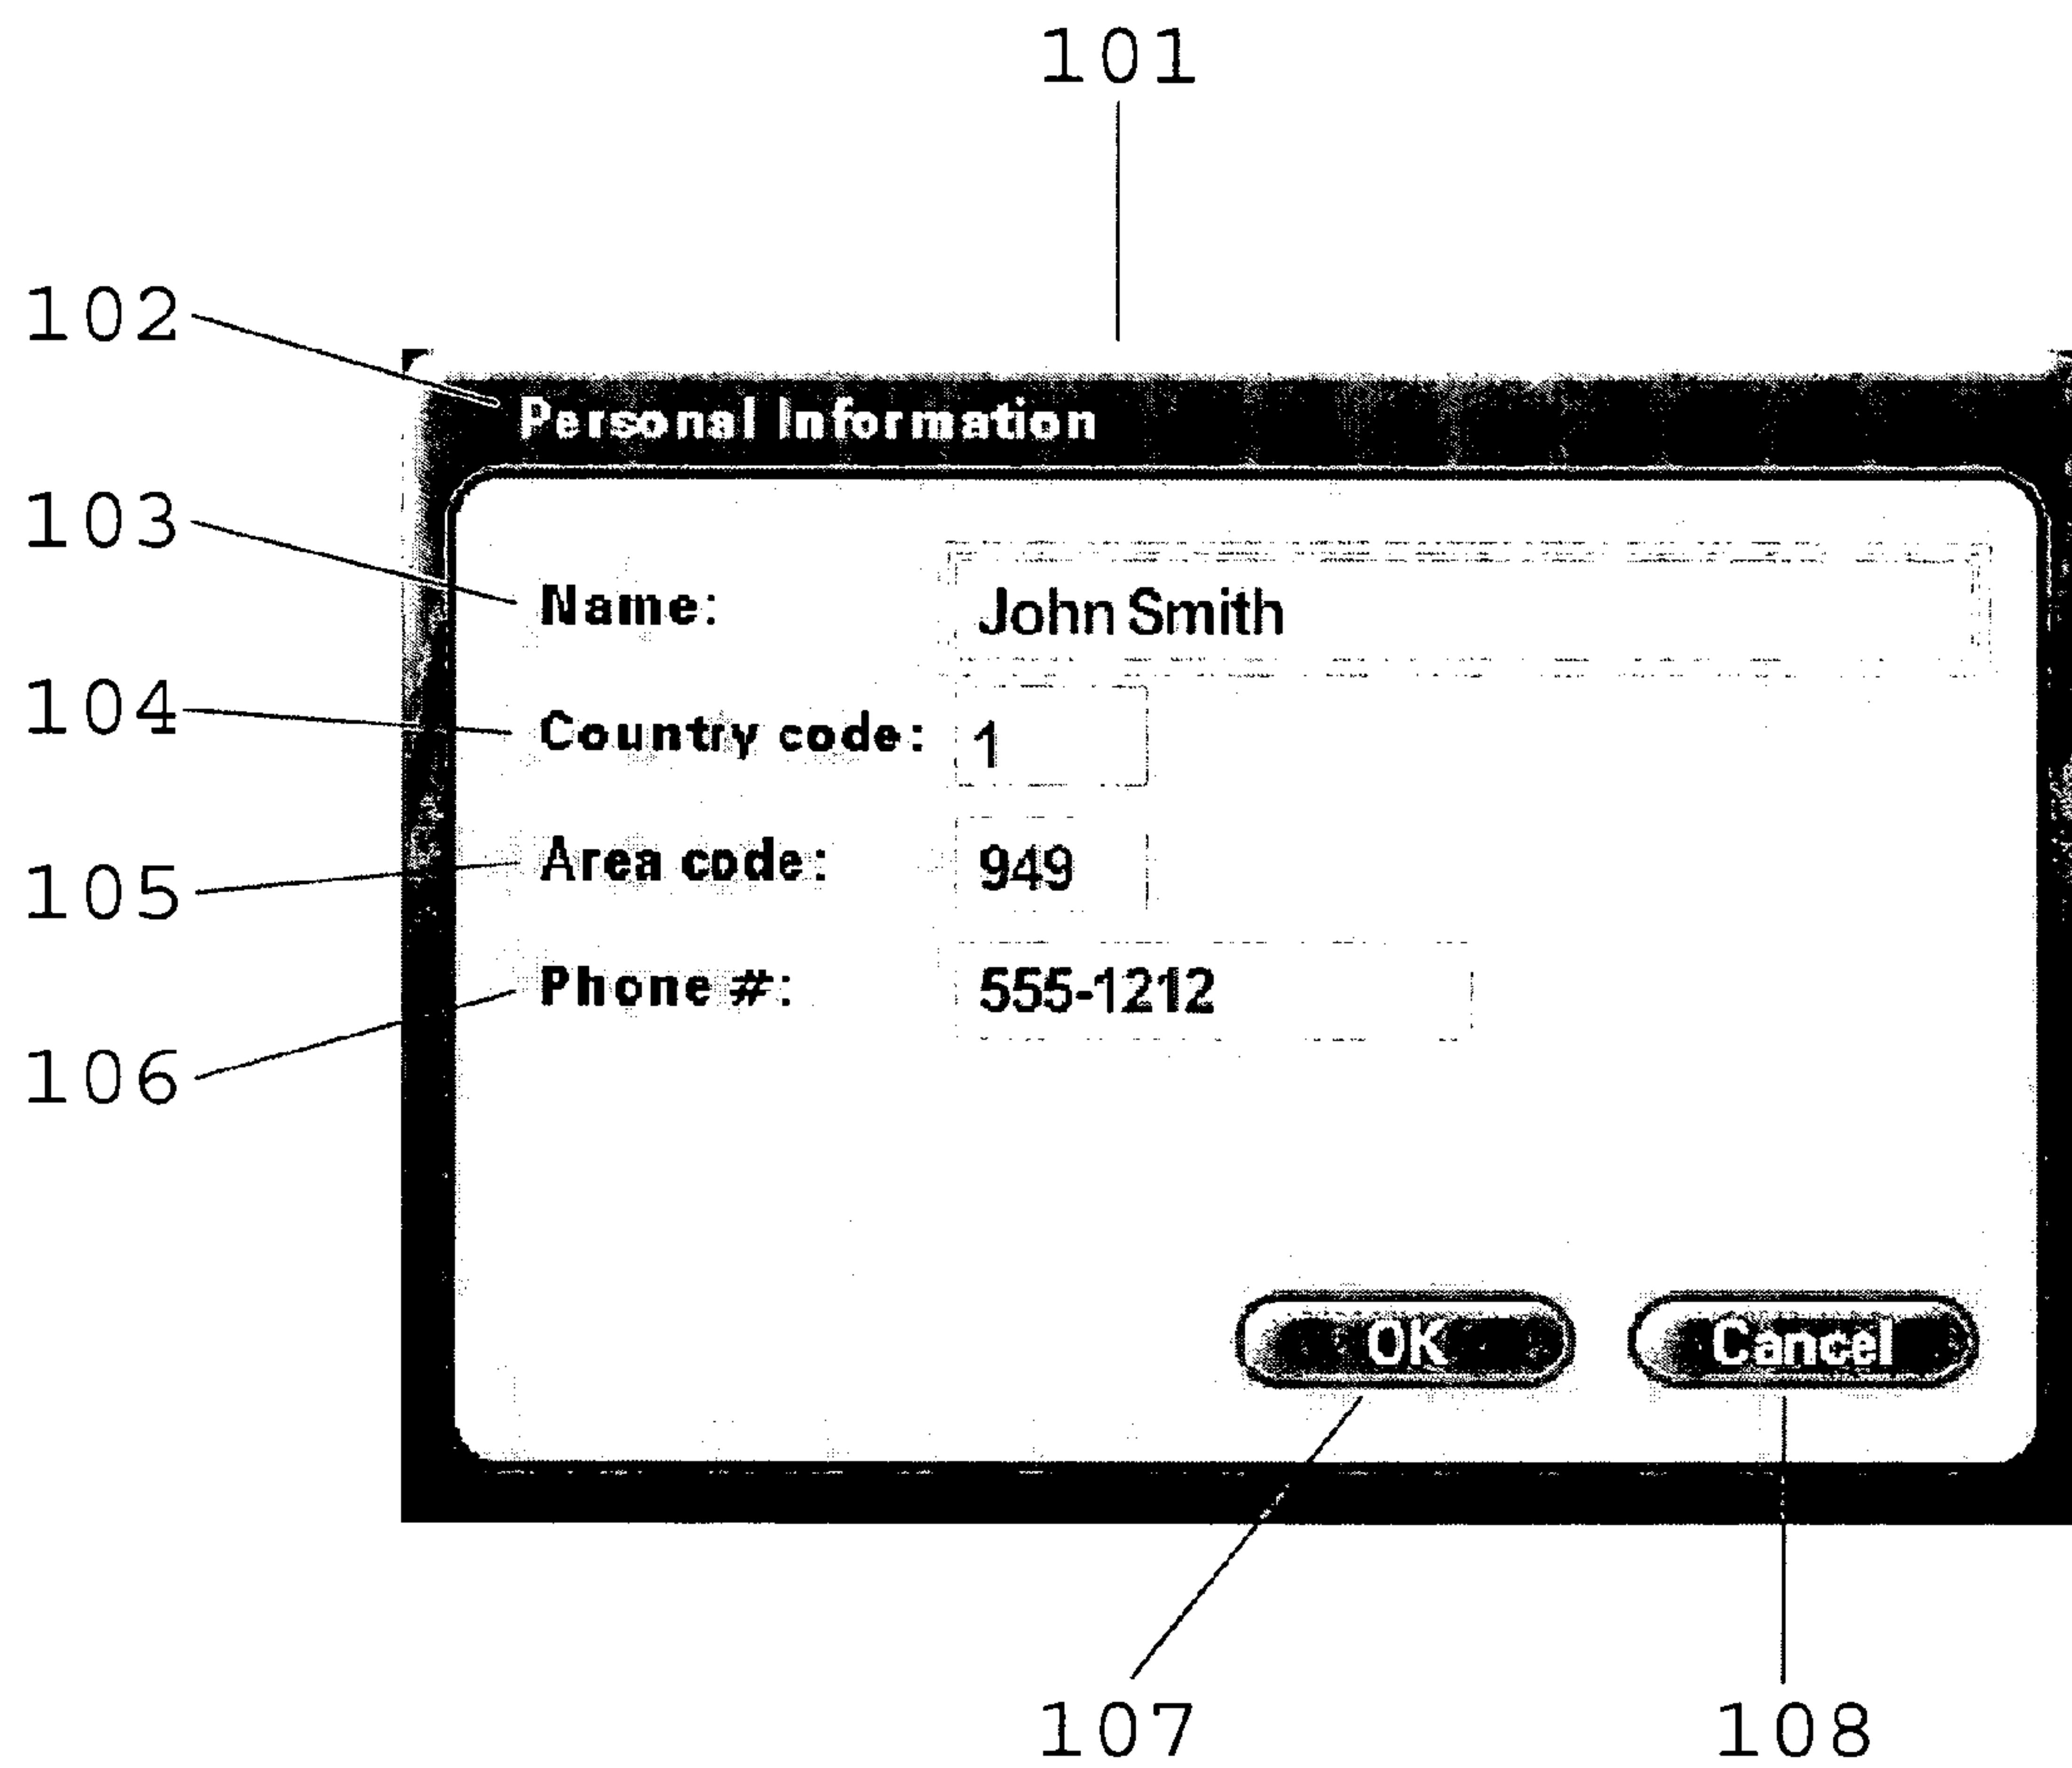 101
102
Personal Information
103
Name: John Smith
104
Country code: 1
105
Area code: 949
106
Phone #: 555-1212
OK Cancel
107 108